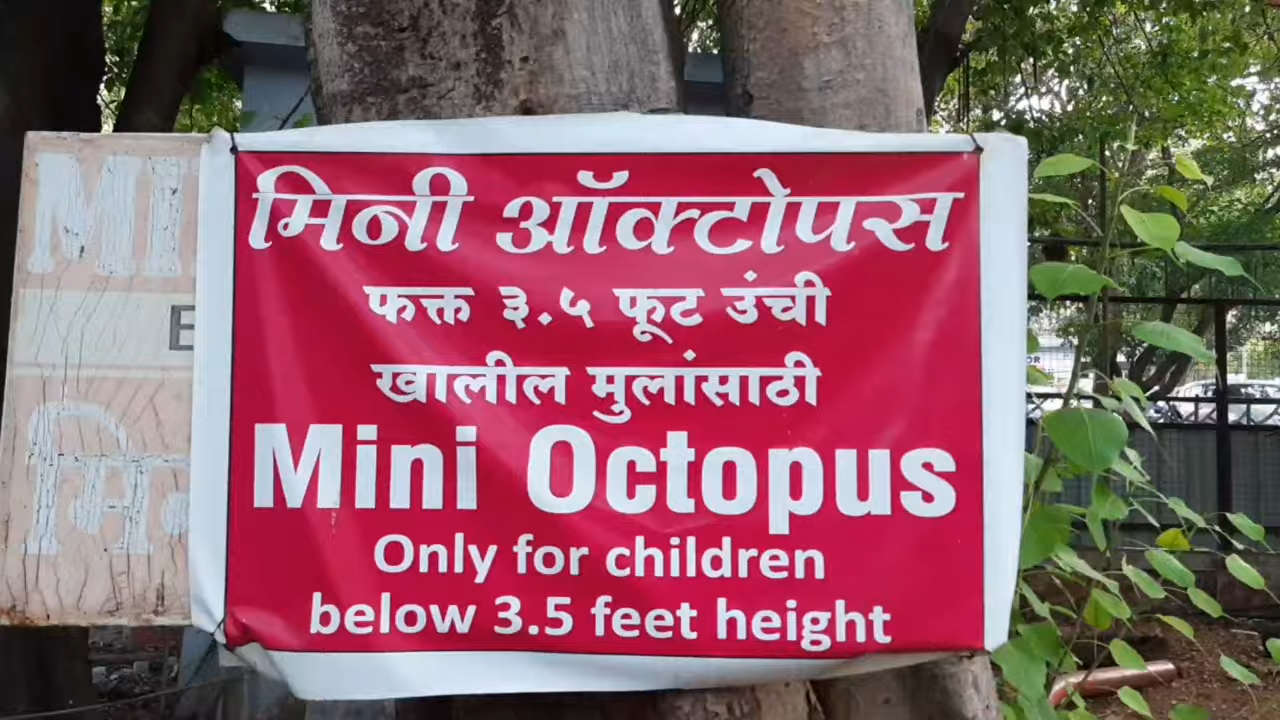 मिनी ऑक्टोपस
फक्त ३.५ फूट उंची
खालील मुलांसाठी
Mini Octopus
Only for children
below 3.5 feet height